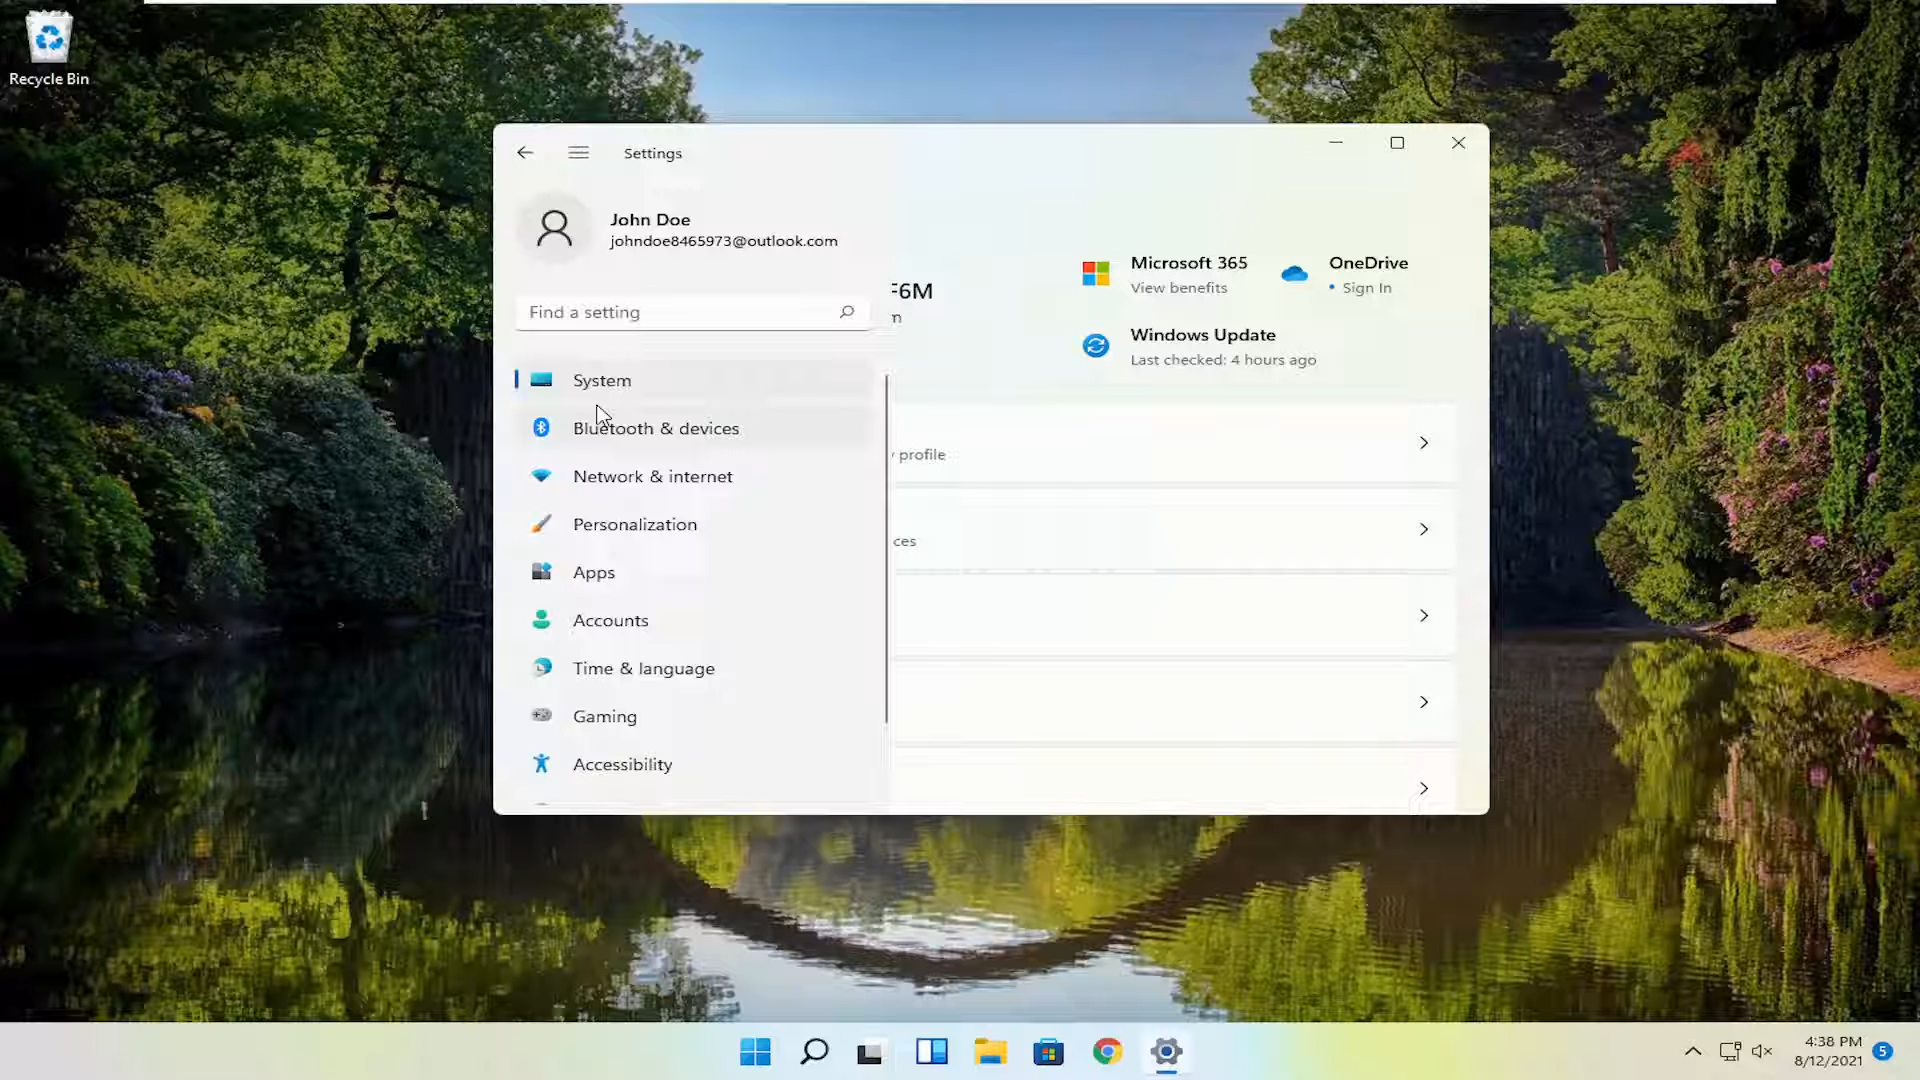 Recycle Bin
Settings
John Doe
johndoe8465973@outlook.com
Find a setting
System
Bluetooth & devices
Network & internet
Personalization
Apps
Accounts
Time & language
Gaming
Accessibility
F6M
Microsoft 365
View benefits
OneDrive
• Sign In
Windows Update
Last checked: 4 hours ago
profile
ces
4:38 PM
8/12/2021
5